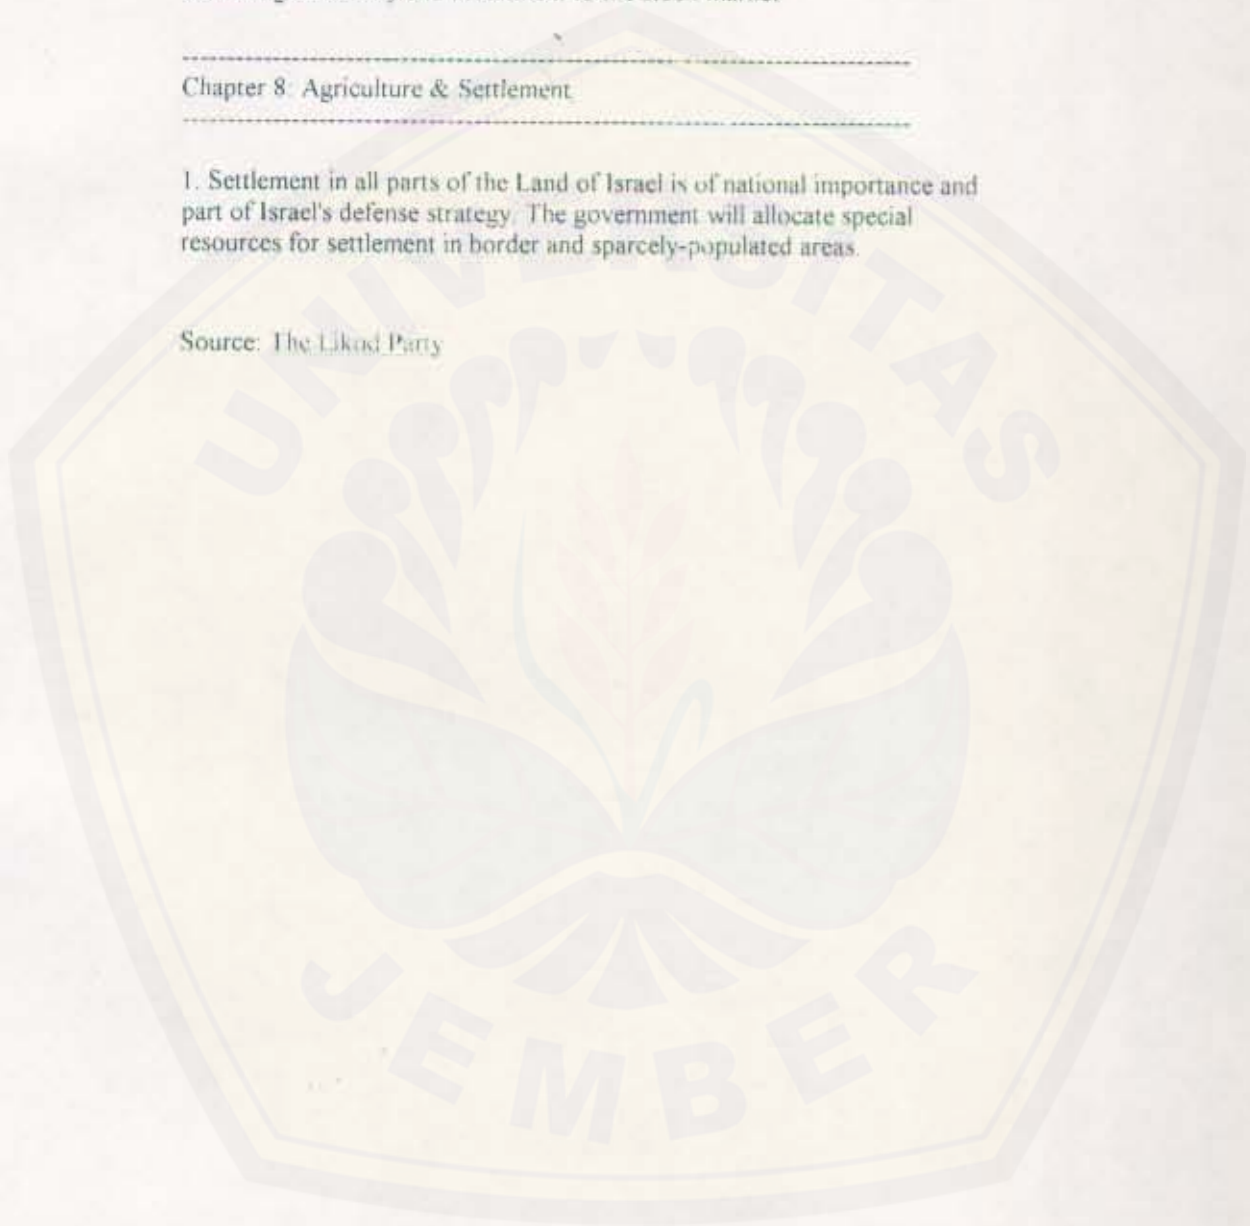 --------------------------------------------------------------------------------
Chapter 8: Agriculture & Settlement
--------------------------------------------------------------------------------
1. Settlement in all parts of the Land of Israel is of national importance and
part of Israel's defense strategy. The government will allocate special
resources for settlement in border and sparcely-populated areas.
Source: The Likud Party
UNIVERSITAS
JEMBER